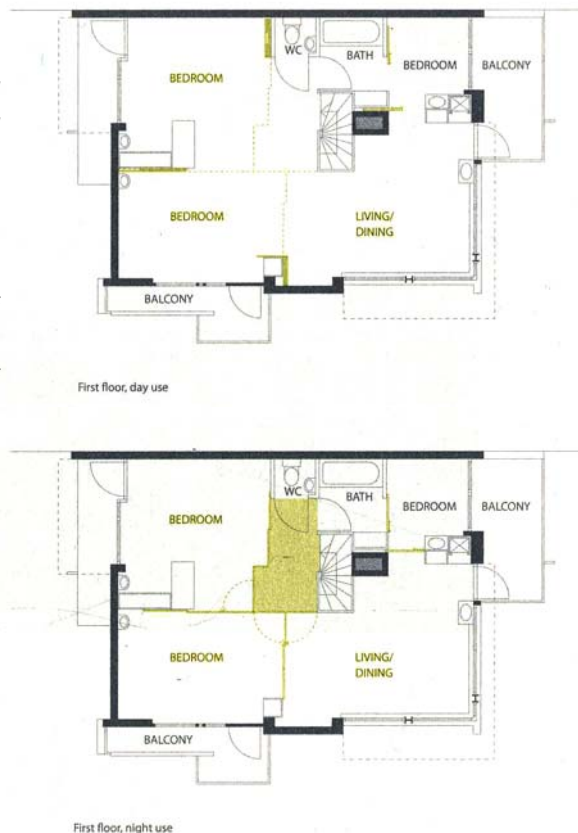 WC
BATH
BEDROOM
BEDROOM
BALCONY
BEDROOM
LIVING/
DINING
BALCONY
First floor, day use
WC
BATH
BEDROOM
BEDROOM
BALCONY
BEDROOM
LIVING/
DINING
BALCONY
First floor, night use